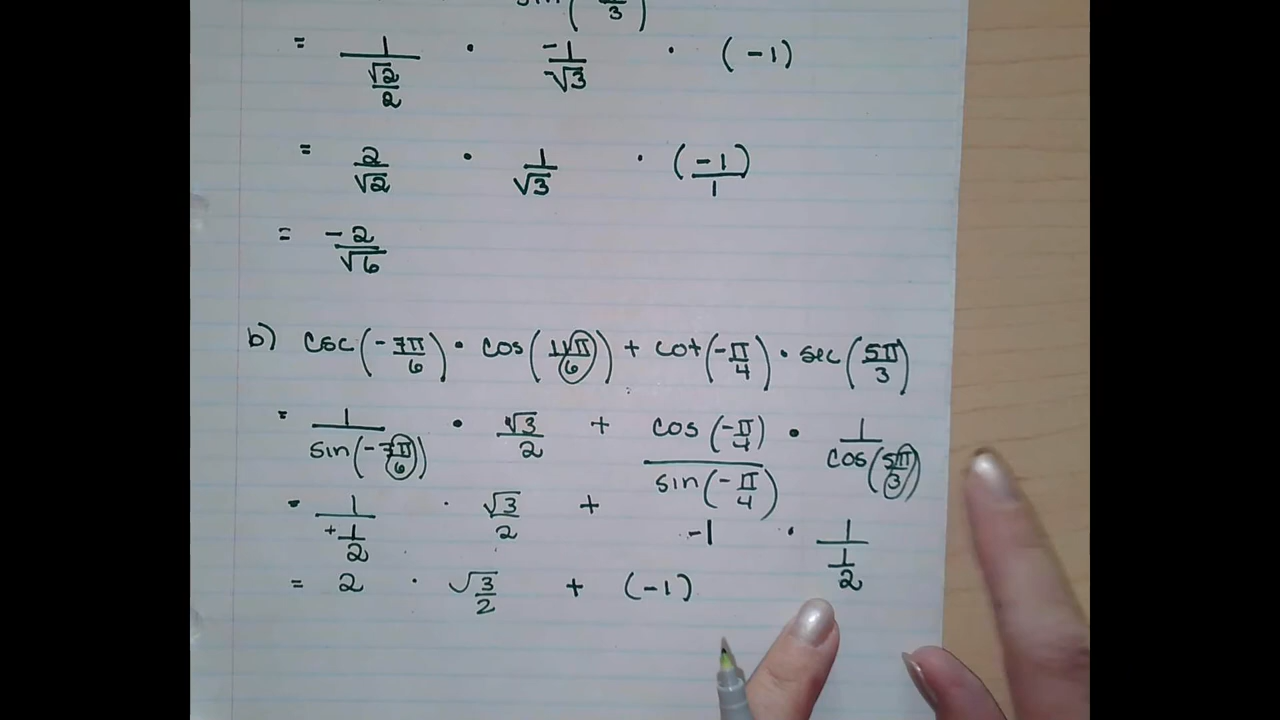 sin( /3)
= 1/(√2/2) · -1/-√3 · (-1)
= 2/√2 · 1/√3 · (-1)/1
= -2/√6
b) csc(-7π/6) · cos(11π/6) + cot(-π/4) · sec(5π/3)
= 1/sin(-7π/6) · √3/2 + cos(-π/4)/sin(-π/4) · 1/cos(5π/3)
= 1/(+1/2) · √3/2 + -1 · 1/(1/2)
= 2 · √3/2 + (-1)